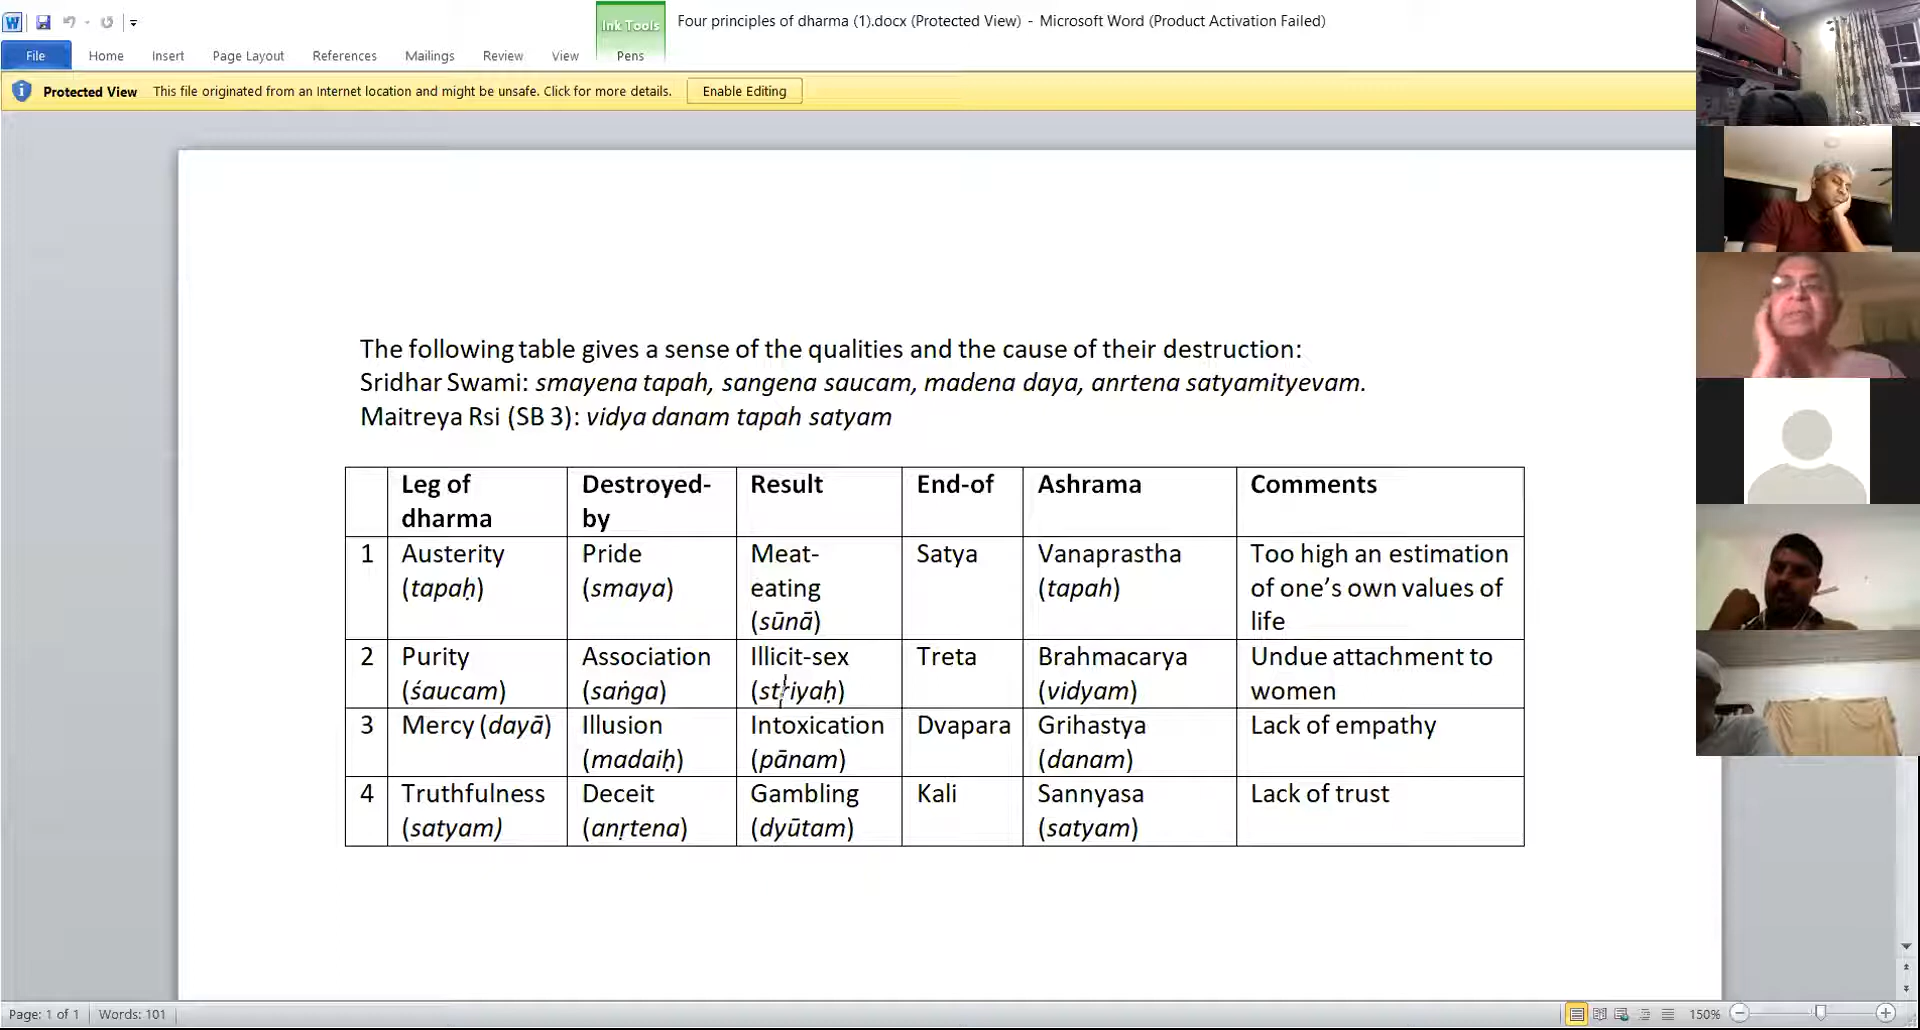 Ink Tools
Four principles of dharma (1).docx (Protected View) - Microsoft Word (Product Activation Failed)
File Home Insert Page Layout References Mailings Review View Pens
Protected View This file originated from an Internet location and might be unsafe. Click for more details. Enable Editing
The following table gives a sense of the qualities and the cause of their destruction:
Sridhar Swami: smayena tapah, sangena saucam, madena daya, anrtena satyamityevam.
Maitreya Rsi (SB 3): vidya danam tapah satyam
Leg of dharma Destroyed-by Result End-of Ashrama Comments
1 Austerity (tapaḥ) Pride (smaya) Meat-eating (sūnā) Satya Vanaprastha (tapah) Too high an estimation of one's own values of life
2 Purity (śaucam) Association (saṅga) Illicit-sex (striyaḥ) Treta Brahmacarya (vidyam) Undue attachment to women
3 Mercy (dayā) Illusion (madaiḥ) Intoxication (pānam) Dvapara Grihastya (danam) Lack of empathy
4 Truthfulness (satyam) Deceit (anṛtena) Gambling (dyūtam) Kali Sannyasa (satyam) Lack of trust
Page: 1 of 1 Words: 101 150%